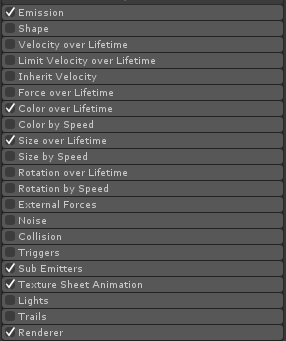 Emission
Shape
Velocity over Lifetime
Limit Velocity over Lifetime
Inherit Velocity
Force over Lifetime
Color over Lifetime
Color by Speed
Size over Lifetime
Size by Speed
Rotation over Lifetime
Rotation by Speed
External Forces
Noise
Collision
Triggers
Sub Emitters
Texture Sheet Animation
Lights
Trails
Renderer